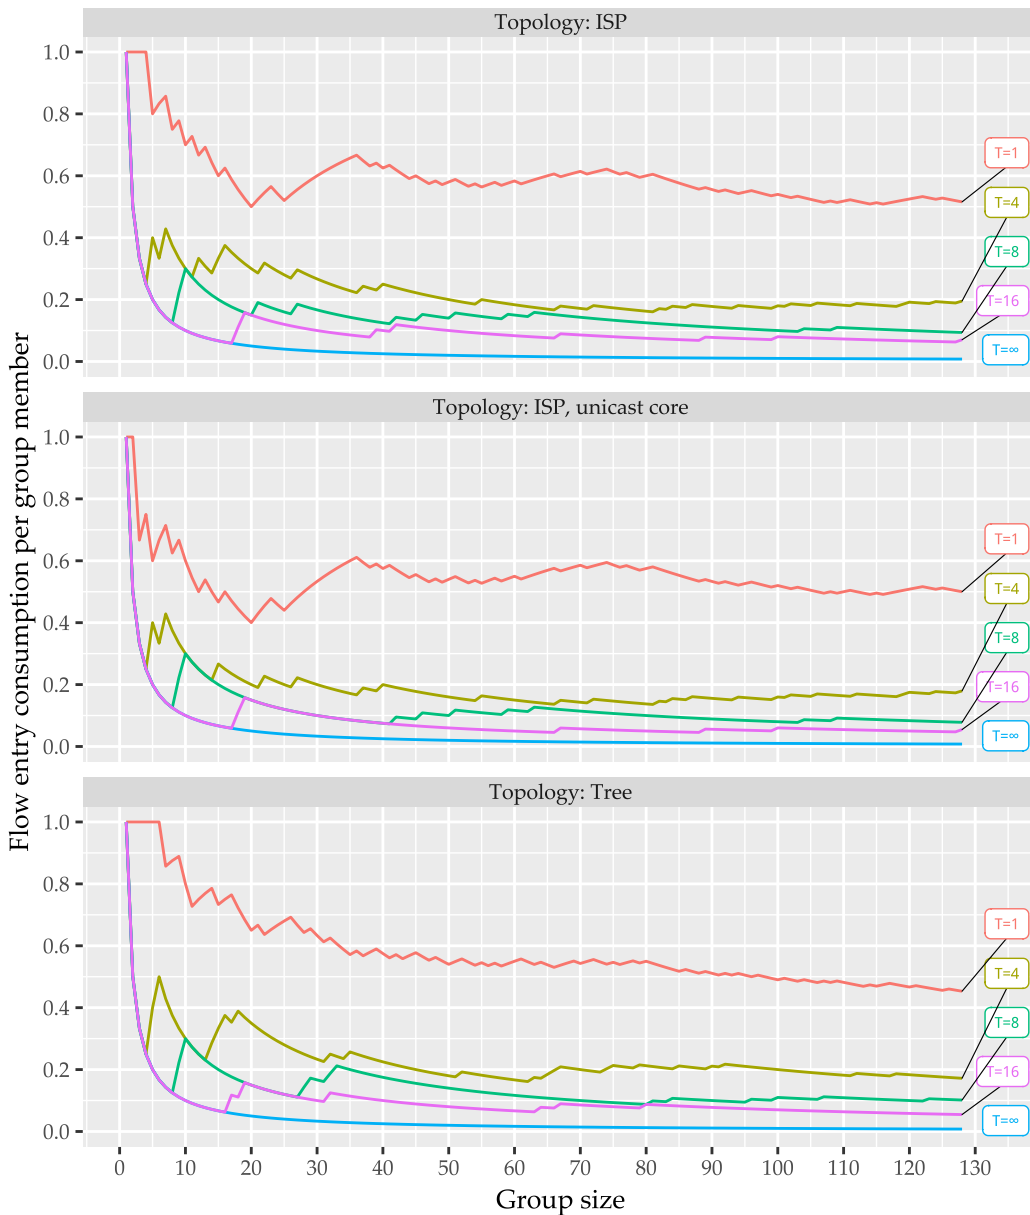 Topology: ISP
1.0
0.8
0.6
0.4
0.2
0.0
T=1
T=4
T=8
T=16
T=∞
Topology: ISP, unicast core
1.0
0.8
0.6
0.4
0.2
0.0
T=1
T=4
T=8
T=16
T=∞
Topology: Tree
1.0
0.8
0.6
0.4
0.2
0.0
T=1
T=4
T=8
T=16
T=∞
0 10 20 30 40 50 60 70 80 90 100 110 120 130
Group size
Flow entry consumption per group member